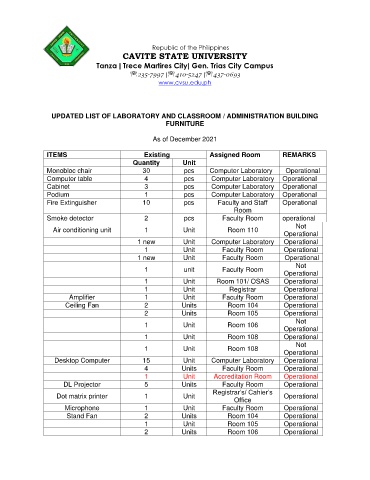 Republic of the Philippines
CAVITE STATE UNIVERSITY
Tanza | Trece Martires City| Gen. Trias City Campus
☎235-7997 |☎419-5247 |☎437-0693
www.cvsu.edu.ph
UPDATED LIST OF LABORATORY AND CLASSROOM / ADMINISTRATION BUILDING
FURNITURE
As of December 2021
ITEMS Existing Assigned Room REMARKS
Quantity Unit
Monobloc chair 30 pcs Computer Laboratory Operational
Computer table 4 pcs Computer Laboratory Operational
Cabinet 3 pcs Computer Laboratory Operational
Podium 1 pcs Computer Laboratory Operational
Fire Extinguisher 10 pcs Faculty and Staff Room Operational
Smoke detector 2 pcs Faculty Room operational
Air conditioning unit 1 Unit Room 110 Not Operational
1 new Unit Computer Laboratory Operational
1 Unit Faculty Room Operational
1 new Unit Faculty Room Operational
1 unit Faculty Room Not Operational
1 Unit Room 101/ OSAS Operational
1 Unit Registrar Operational
Amplifier 1 Unit Faculty Room Operational
Ceiling Fan 2 Units Room 104 Operational
2 Units Room 105 Operational
1 Unit Room 106 Not Operational
1 Unit Room 108 Operational
1 Unit Room 108 Not Operational
Desktop Computer 15 Unit Computer Laboratory Operational
4 Units Faculty Room Operational
1 Unit Accreditation Room Operational
DL Projector 5 Units Faculty Room Operational
Dot matrix printer 1 Unit Registrar's/ Cahier's Office Operational
Microphone 1 Unit Faculty Room Operational
Stand Fan 2 Units Room 104 Operational
1 Unit Room 105 Operational
2 Units Room 106 Operational